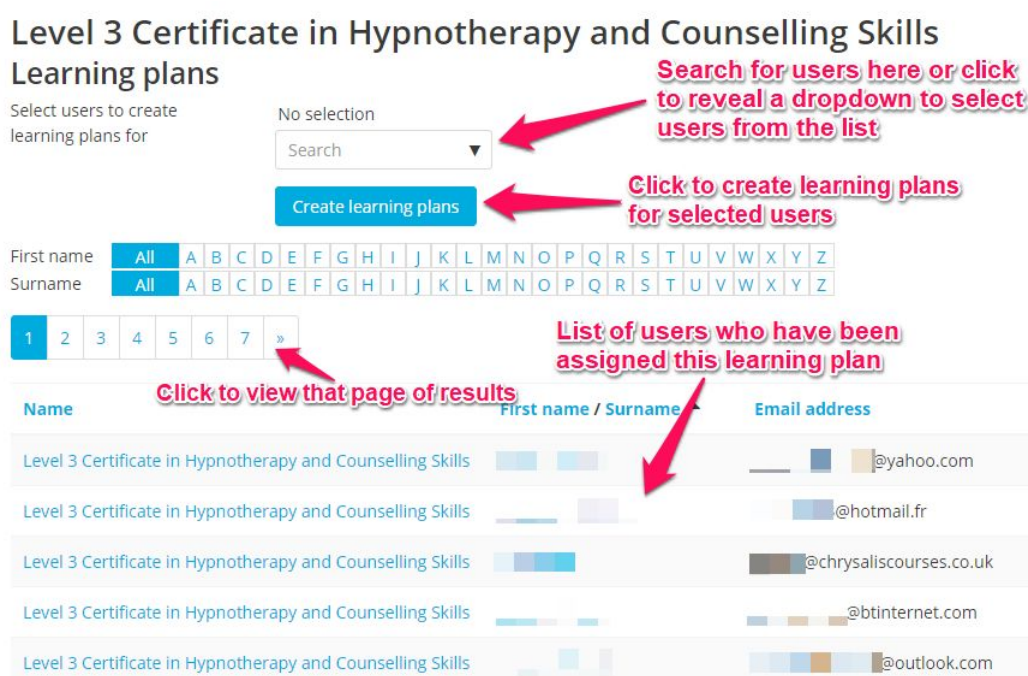 Level 3 Certificate in Hypnotherapy and Counselling Skills
Learning plans
Search for users here or click
to reveal a dropdown to select
users from the list
Select users to create
learning plans for
No selection
Search ▼
Click to create learning plans
for selected users
Create learning plans
First name All A B C D E F G H I J K L M N O P Q R S T U V W X Y Z
Surname All A B C D E F G H I J K L M N O P Q R S T U V W X Y Z
1 2 3 4 5 6 7 »
List of users who have been
assigned this learning plan
Click to view that page of results
Name First name / Surname Email address
Level 3 Certificate in Hypnotherapy and Counselling Skills @yahoo.com
Level 3 Certificate in Hypnotherapy and Counselling Skills @hotmail.fr
Level 3 Certificate in Hypnotherapy and Counselling Skills @chrysaliscourses.co.uk
Level 3 Certificate in Hypnotherapy and Counselling Skills @btinternet.com
Level 3 Certificate in Hypnotherapy and Counselling Skills @outlook.com